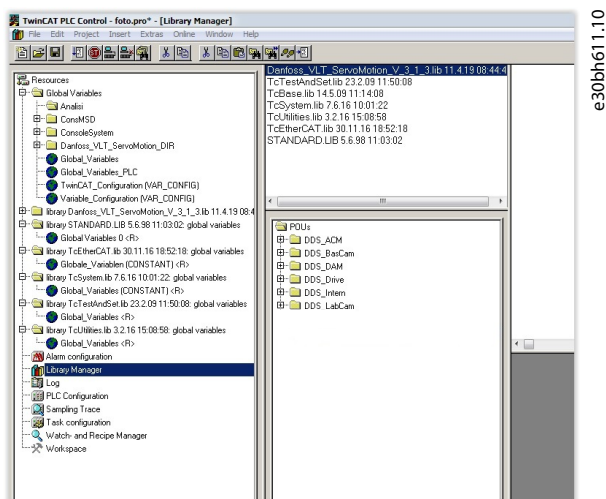 TwinCAT PLC Control - foto.pro* - [Library Manager]
File Edit Project Insert Extras Online Window Help
Resources
Global Variables
Analisi
ConsMSD
ConsoleSystem
Danfoss_VLT_ServoMotion_DIR
Global_Variables
Global_Variables_PLC
TwinCAT_Configuration (VAR_CONFIG)
Variable_Configuration (VAR_CONFIG)
library Danfoss_VLT_ServoMotion_V_3_1_3.lib 11.4.19 08:4
library STANDARD.LIB 5.6.98 11:03:02: global variables
Global Variables 0 <R>
library TcEtherCAT.lib 30.11.16 18:52:18: global variables
Globale_Variablen (CONSTANT) <R>
library TcSystem.lib 7.6.16 10:01:22: global variables
Global_Variables (CONSTANT) <R>
library TcTestAndSet.lib 23.2.09 11:50:08: global variables
Global_Variables <R>
library TcUtilities.lib 3.2.16 15:08:58: global variables
Global_Variables <R>
Alarm configuration
Library Manager
Log
PLC Configuration
Sampling Trace
Task configuration
Watch- and Recipe Manager
Workspace
Danfoss_VLT_ServoMotion_V_3_1_3.lib 11.4.19 08:44:4
TcTestAndSet.lib 23.2.09 11:50:08
TcBase.lib 14.5.09 11:14:08
TcSystem.lib 7.6.16 10:01:22
TcUtilities.lib 3.2.16 15:08:58
TcEtherCAT.lib 30.11.16 18:52:18
STANDARD.LIB 5.6.98 11:03:02
POUs
DDS_ACM
DDS_BasCam
DDS_DAM
DDS_Drive
DDS_Intern
DDS_LabCam
e30bh611.10